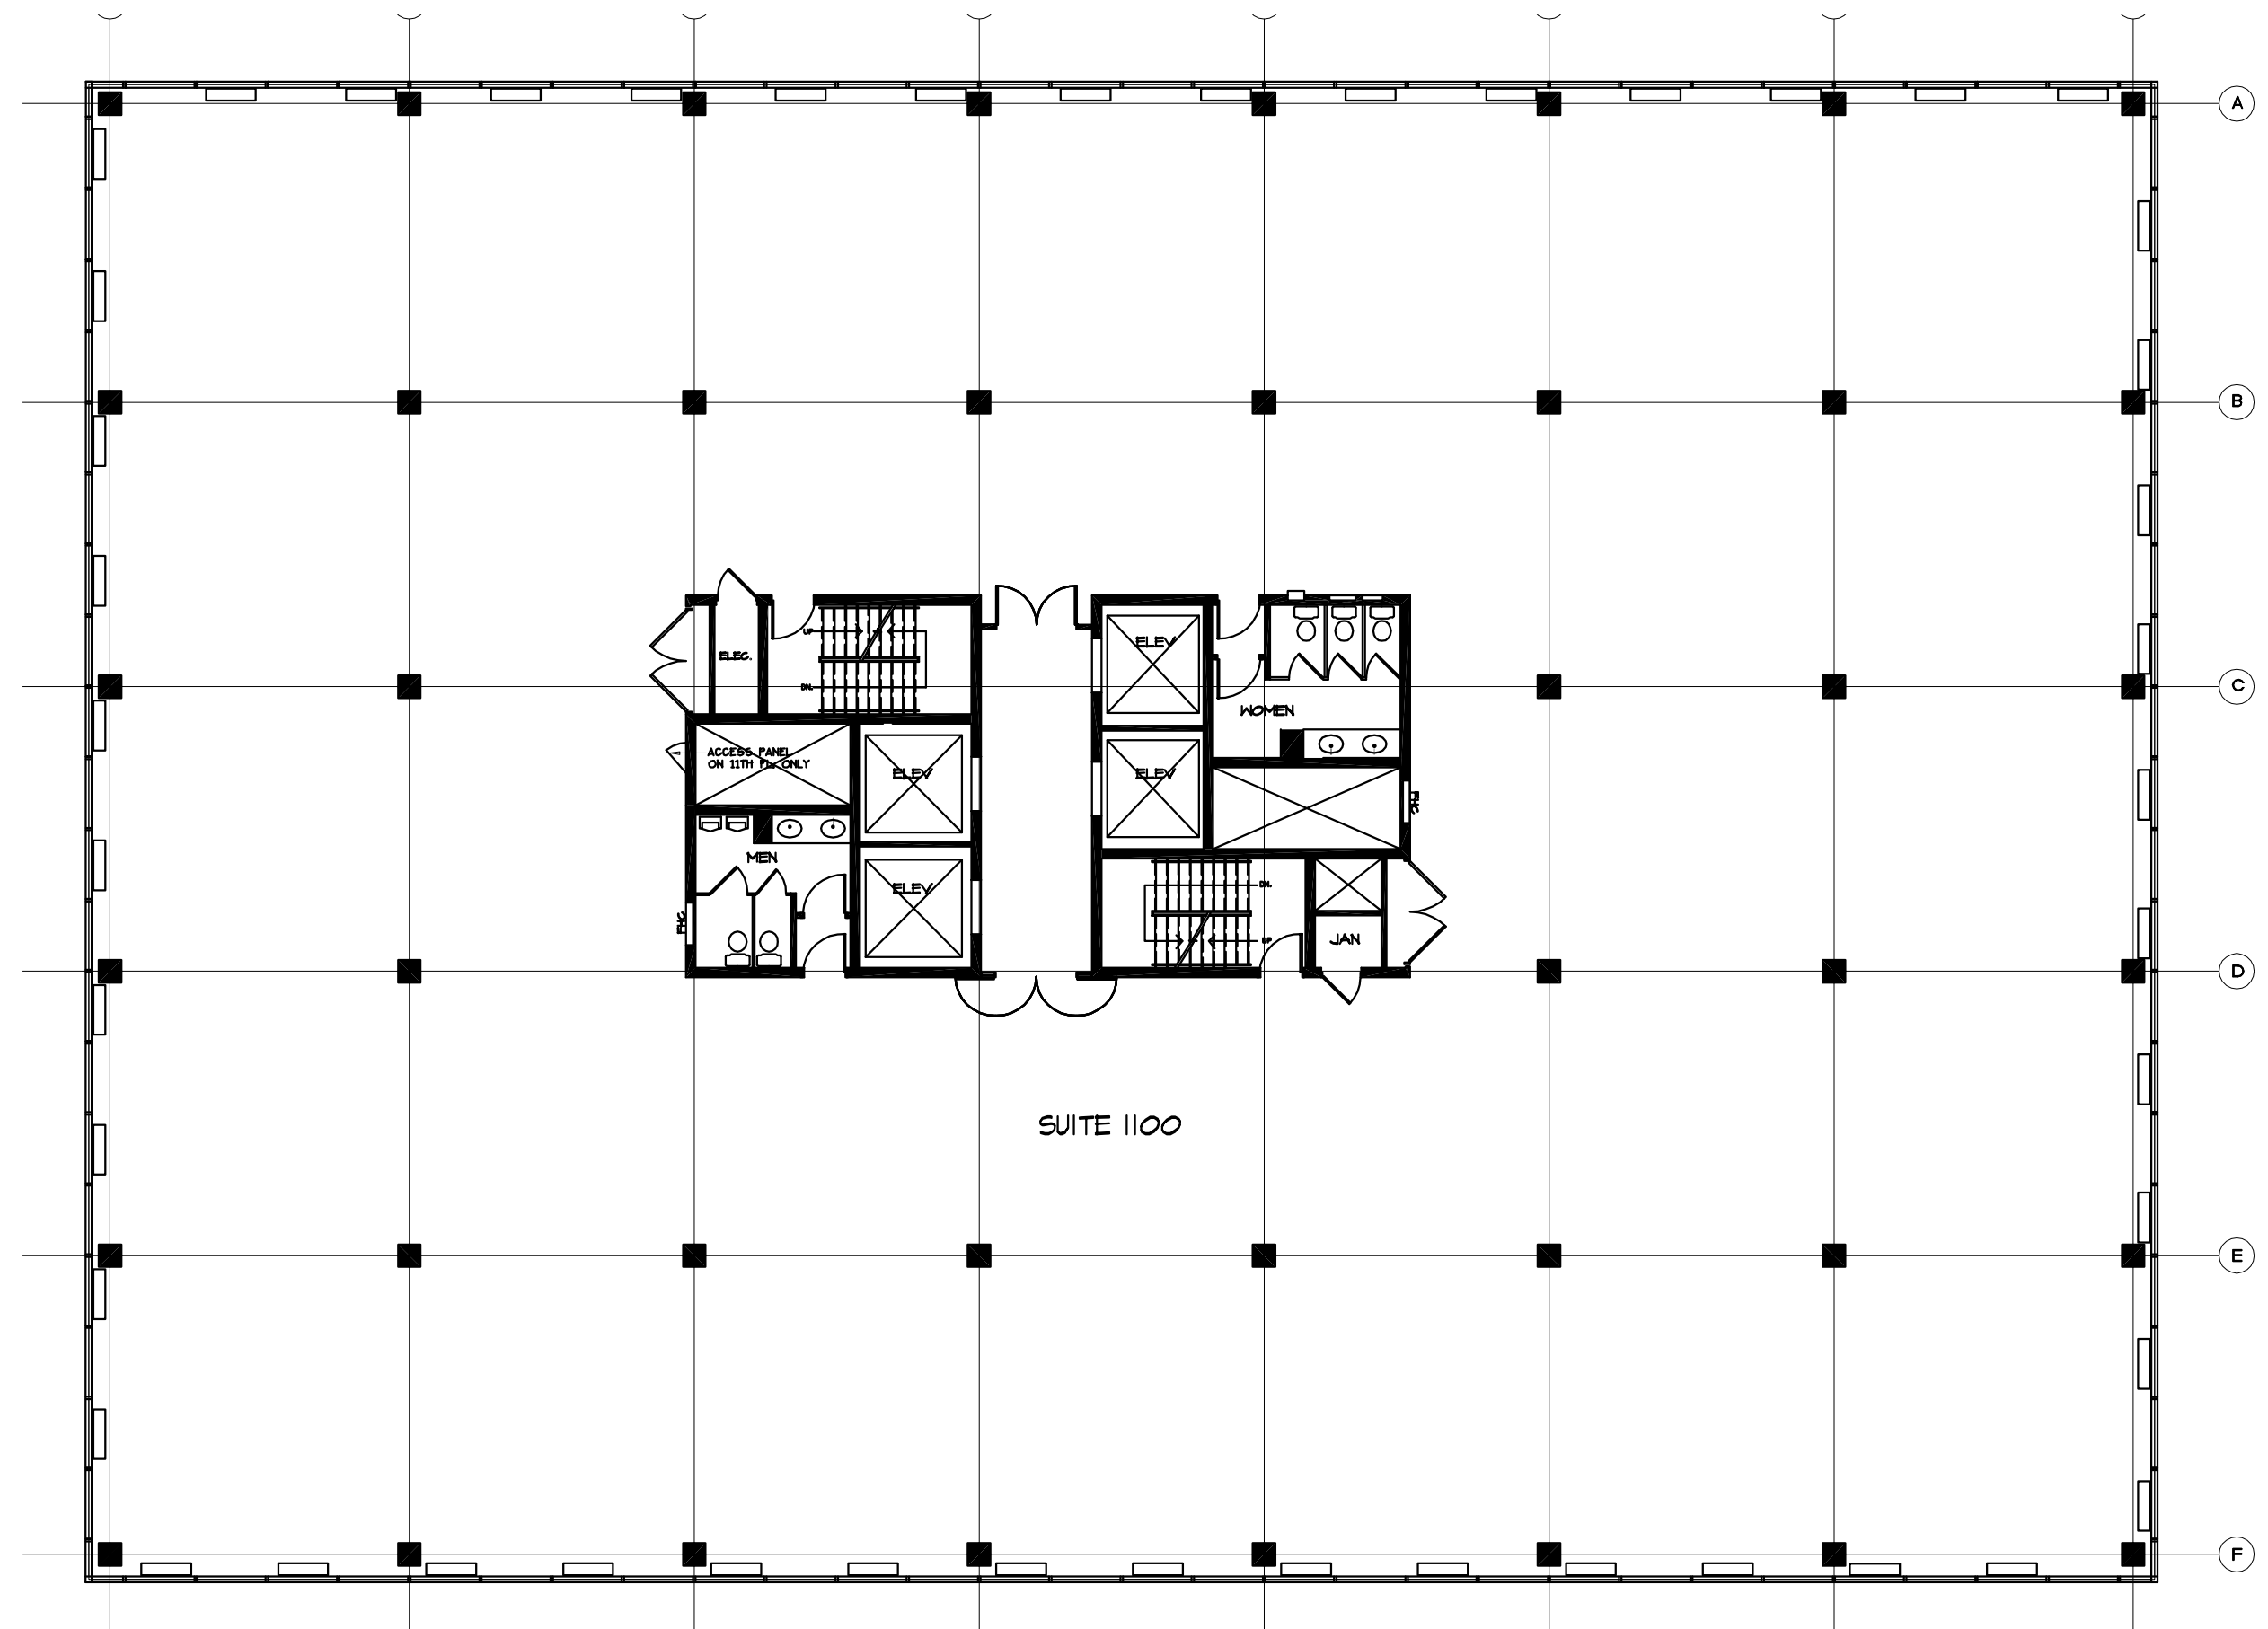 A
B
UP
ELEC.
ELEV
DN.
C
WOMEN
ACCESS PANEL
ON 11TH FL. ONLY
ELEV
ELEV
FHC
MEN
ELEV
DN.
FHC
UP
JAN
D
SUITE 1100
E
F